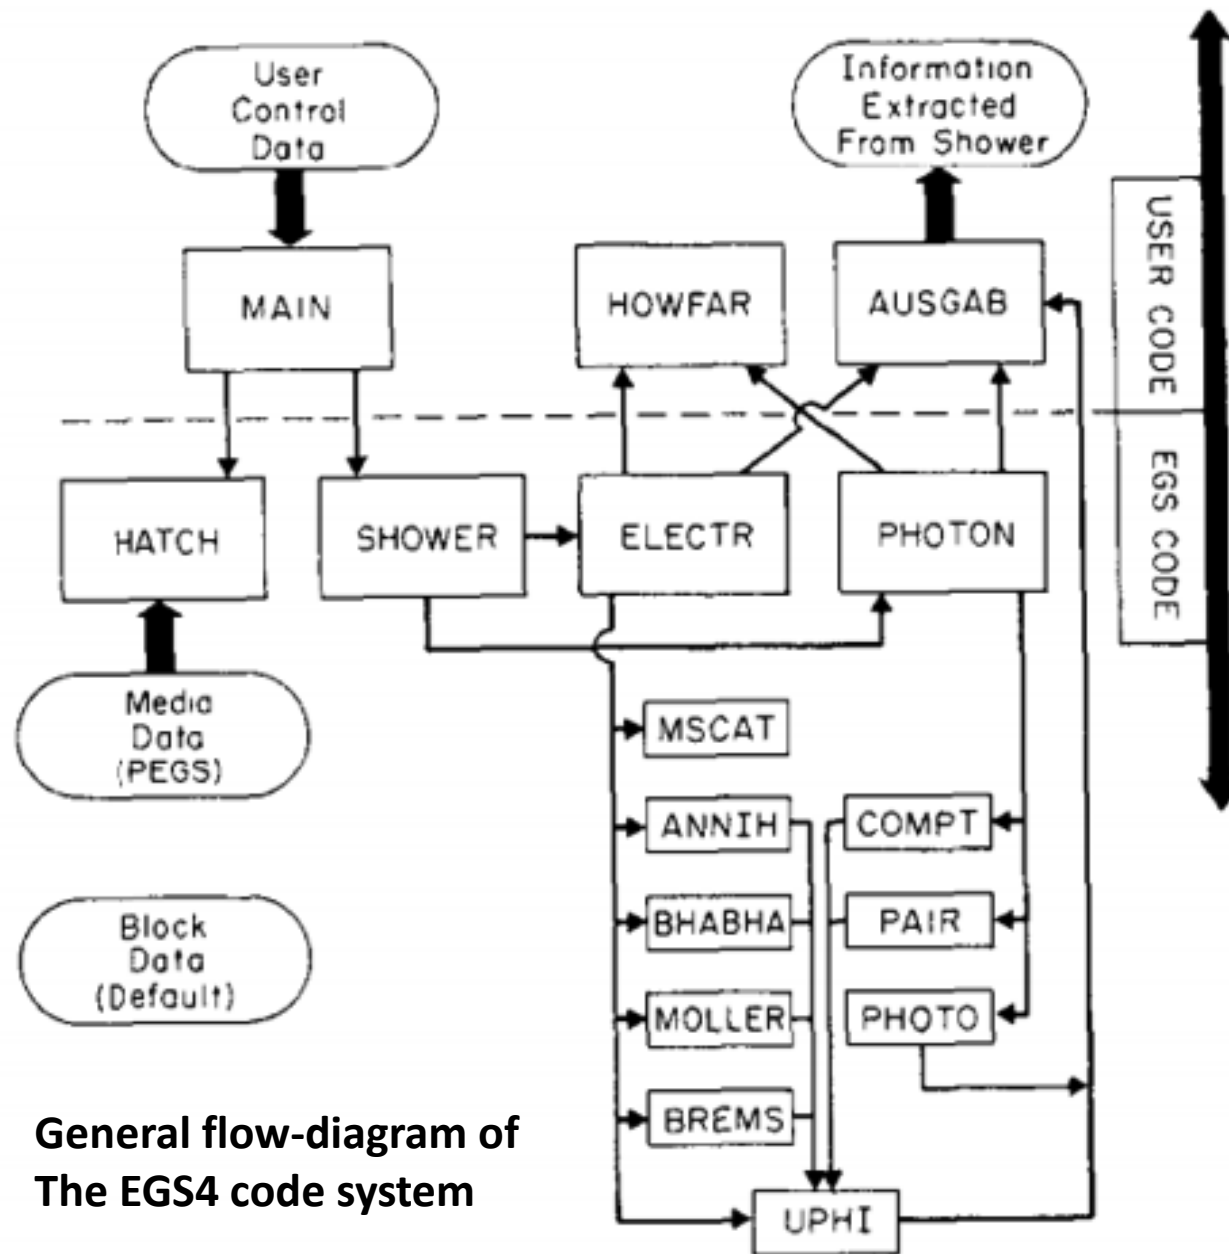 User
Control
Data
Information
Extracted
From Shower
MAIN
HOWFAR
AUSGAB
USER CODE
HATCH
SHOWER
ELECTR
PHOTON
EGS CODE
Media
Data
(PEGS)
MSCAT
ANNIH
COMPT
Block
Data
(Default)
BHABHA
PAIR
MOLLER
PHOTO
BREMS
UPHI
General flow-diagram of
The EGS4 code system